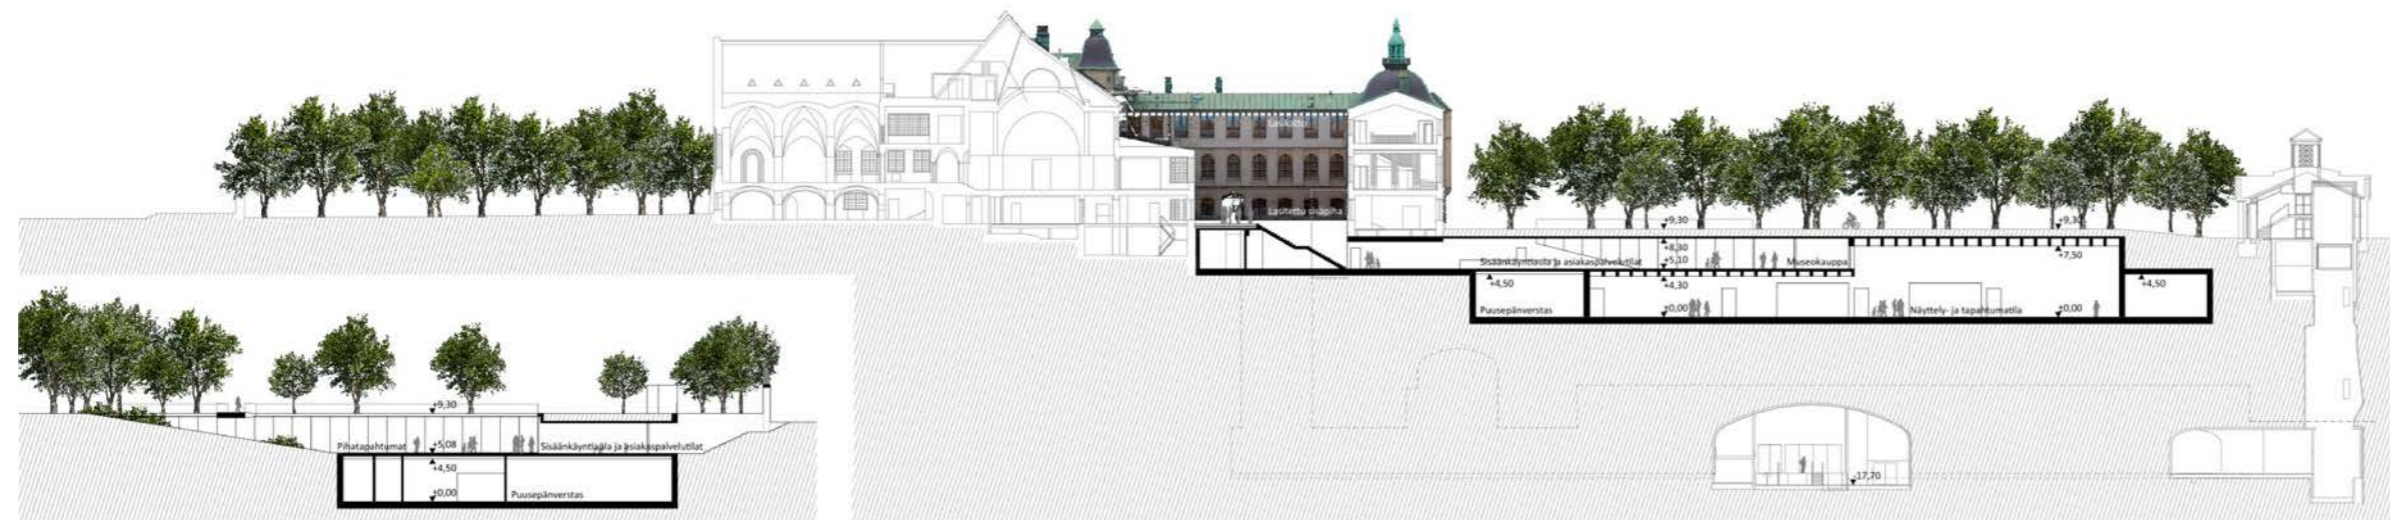 Lasikatto
Lasitettu sisäpiha
+9,30
+9,30
+8,30
+5,10
Sisäänkäyntiaula ja asiakaspalvelutilat
Museokauppa
+7,50
+4,50
+4,30
+4,50
Puusepänverstas
±0,00
Näyttely- ja tapahtumatila
±0,00
-17,70
+9,30
Pihatapahtumat
+5,08
Sisäänkäyntiaula ja asiakaspalvelutilat
+4,50
±0,00
Puusepänverstas